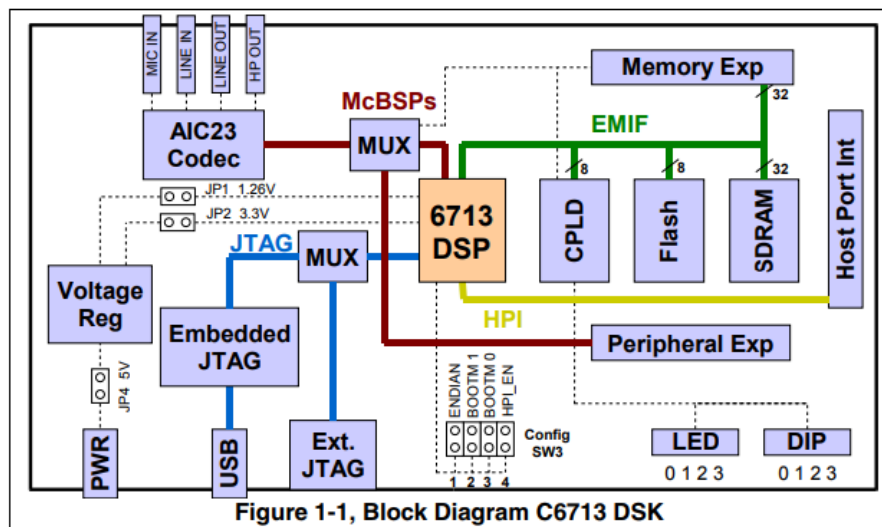 MIC IN
LINE IN
LINE OUT
HP OUT
AIC23
Codec
McBSPs
MUX
Memory Exp
32
EMIF
8
8
32
Host Port Int
JP1 1.26V
JP2 3.3V
6713
DSP
CPLD
Flash
SDRAM
JTAG
MUX
Voltage
Reg
Embedded
JTAG
HPI
Peripheral Exp
JP4 5V
ENDIAN
BOOTM 1
BOOTM 0
HPI_EN
Config
SW3
1 2 3 4
PWR
USB
Ext.
JTAG
LED
0 1 2 3
DIP
0 1 2 3
Figure 1-1, Block Diagram C6713 DSK